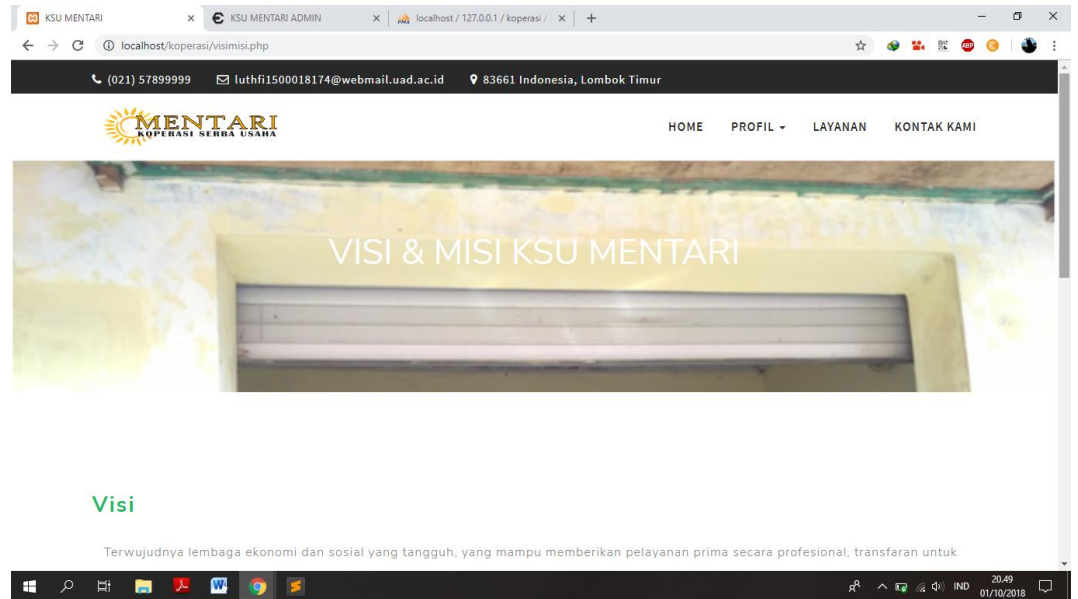 KSU MENTARI
KSU MENTARI ADMIN
localhost / 127.0.0.1 / koperasi /
localhost/koperasi/visimisi.php
ABP
(021) 57899999 luthfi1500018174@webmail.uad.ac.id 83661 Indonesia, Lombok Timur
MENTARI
KOPERASI SERBA USAHA
HOME PROFIL LAYANAN KONTAK KAMI
VISI & MISI KSU MENTARI
Visi
Terwujudnya lembaga ekonomi dan sosial yang tangguh, yang mampu memberikan pelayanan prima secara profesional, transfaran untuk
IND
20.49
01/10/2018